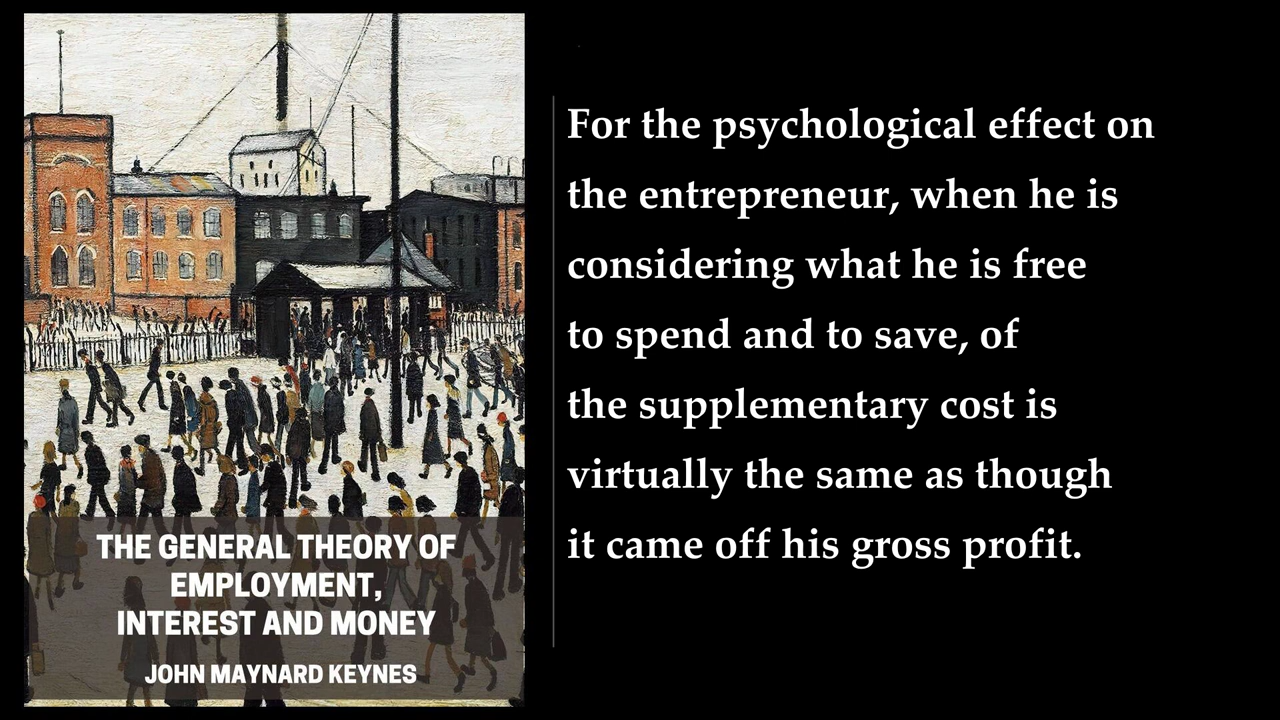 THE GENERAL THEORY OF
EMPLOYMENT,
INTEREST AND MONEY
JOHN MAYNARD KEYNES
For the psychological effect on
the entrepreneur, when he is
considering what he is free
to spend and to save, of
the supplementary cost is
virtually the same as though
it came off his gross profit.